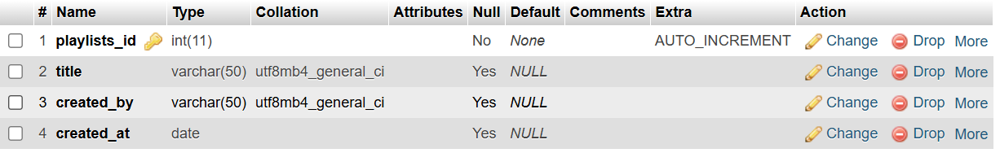 # Name Type Collation Attributes Null Default Comments Extra Action
1 playlists_id int(11) No None AUTO_INCREMENT Change Drop More
2 title varchar(50) utf8mb4_general_ci Yes NULL Change Drop More
3 created_by varchar(50) utf8mb4_general_ci Yes NULL Change Drop More
4 created_at date Yes NULL Change Drop More